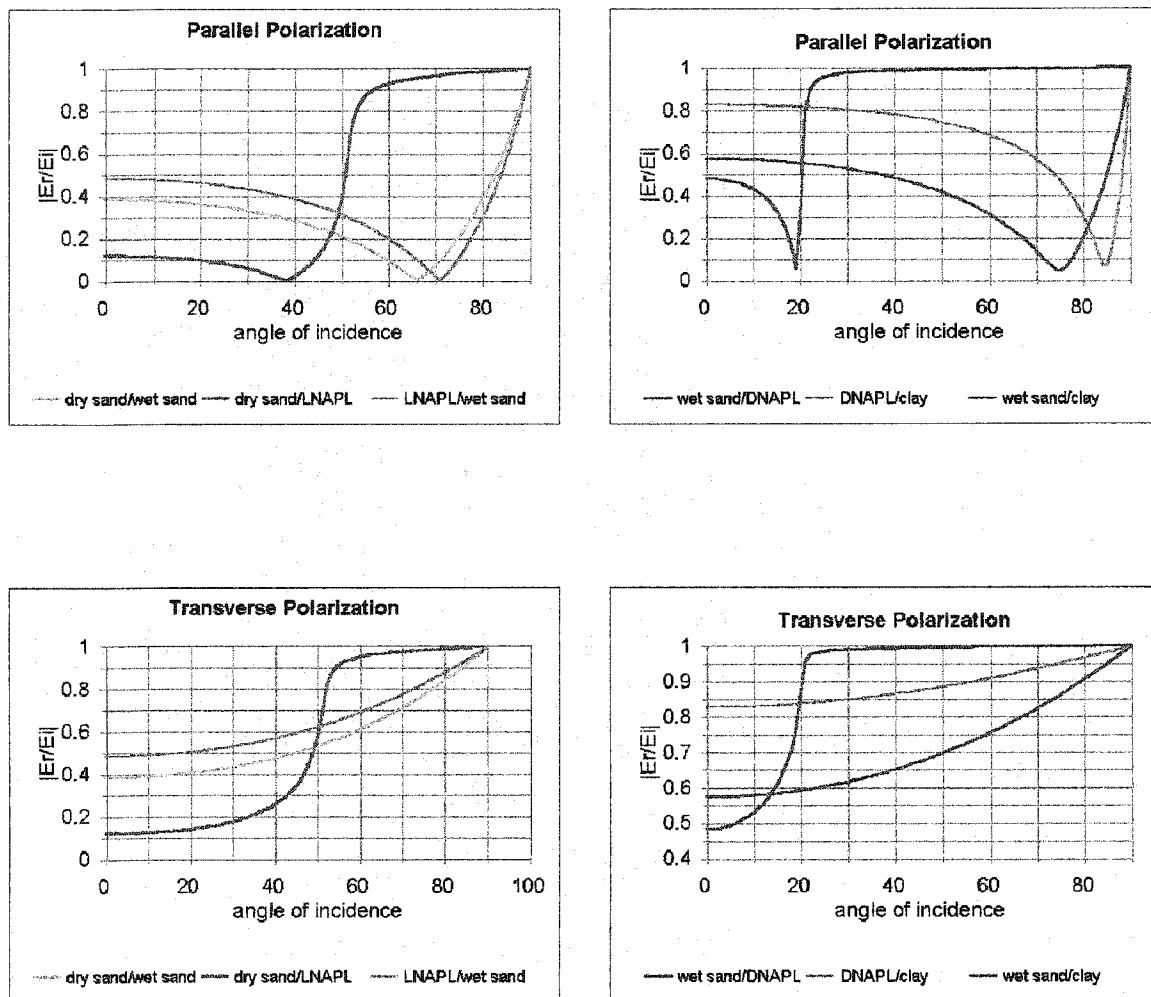 Parallel Polarization
1
0.8
0.6
0.4
0.2
0
|Er/Ei|
0 20 40 60 80
angle of incidence
dry sand/wet sand dry sand/LNAPL LNAPL/wet sand
Parallel Polarization
1
0.8
0.6
0.4
0.2
0
|Er/Ei|
0 20 40 60 80
angle of incidence
wet sand/DNAPL DNAPL/clay wet sand/clay
Transverse Polarization
1
0.8
0.6
0.4
0.2
0
|Er/Ei|
0 20 40 60 80 100
angle of incidence
dry sand/wet sand dry sand/LNAPL LNAPL/wet sand
Transverse Polarization
1
0.9
0.8
0.7
0.6
0.5
0.4
|Er/Ei|
0 20 40 60 80
angle of incidence
wet sand/DNAPL DNAPL/clay wet sand/clay